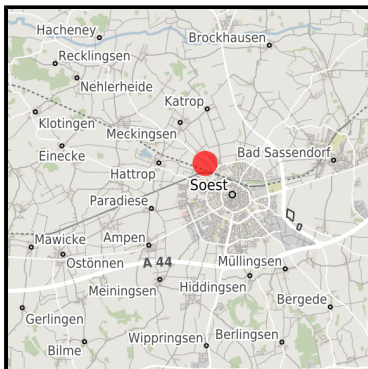 Hacheney
Brockhausen
Recklingsen
Nehlerheide
Katrop
Klotingen
Meckingsen
Einecke
Bad Sassendorf
Hattrop
Soest
Paradiese
Mawicke
Ampen
Ostönnen
A 44
Müllingsen
Meiningsen
Hiddingsen
Bergede
Gerlingen
Wippringsen
Berlingsen
Bilme